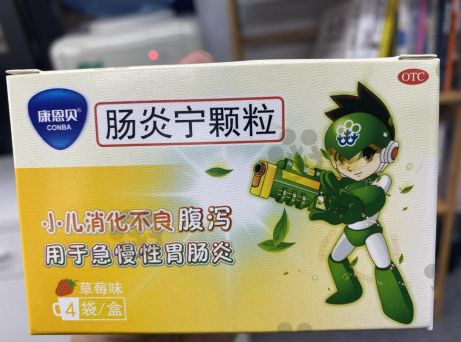 康恩贝
CONBA
肠炎宁颗粒
OTC
小儿消化不良腹泻
用于急慢性胃肠炎
草莓味
4袋/盒